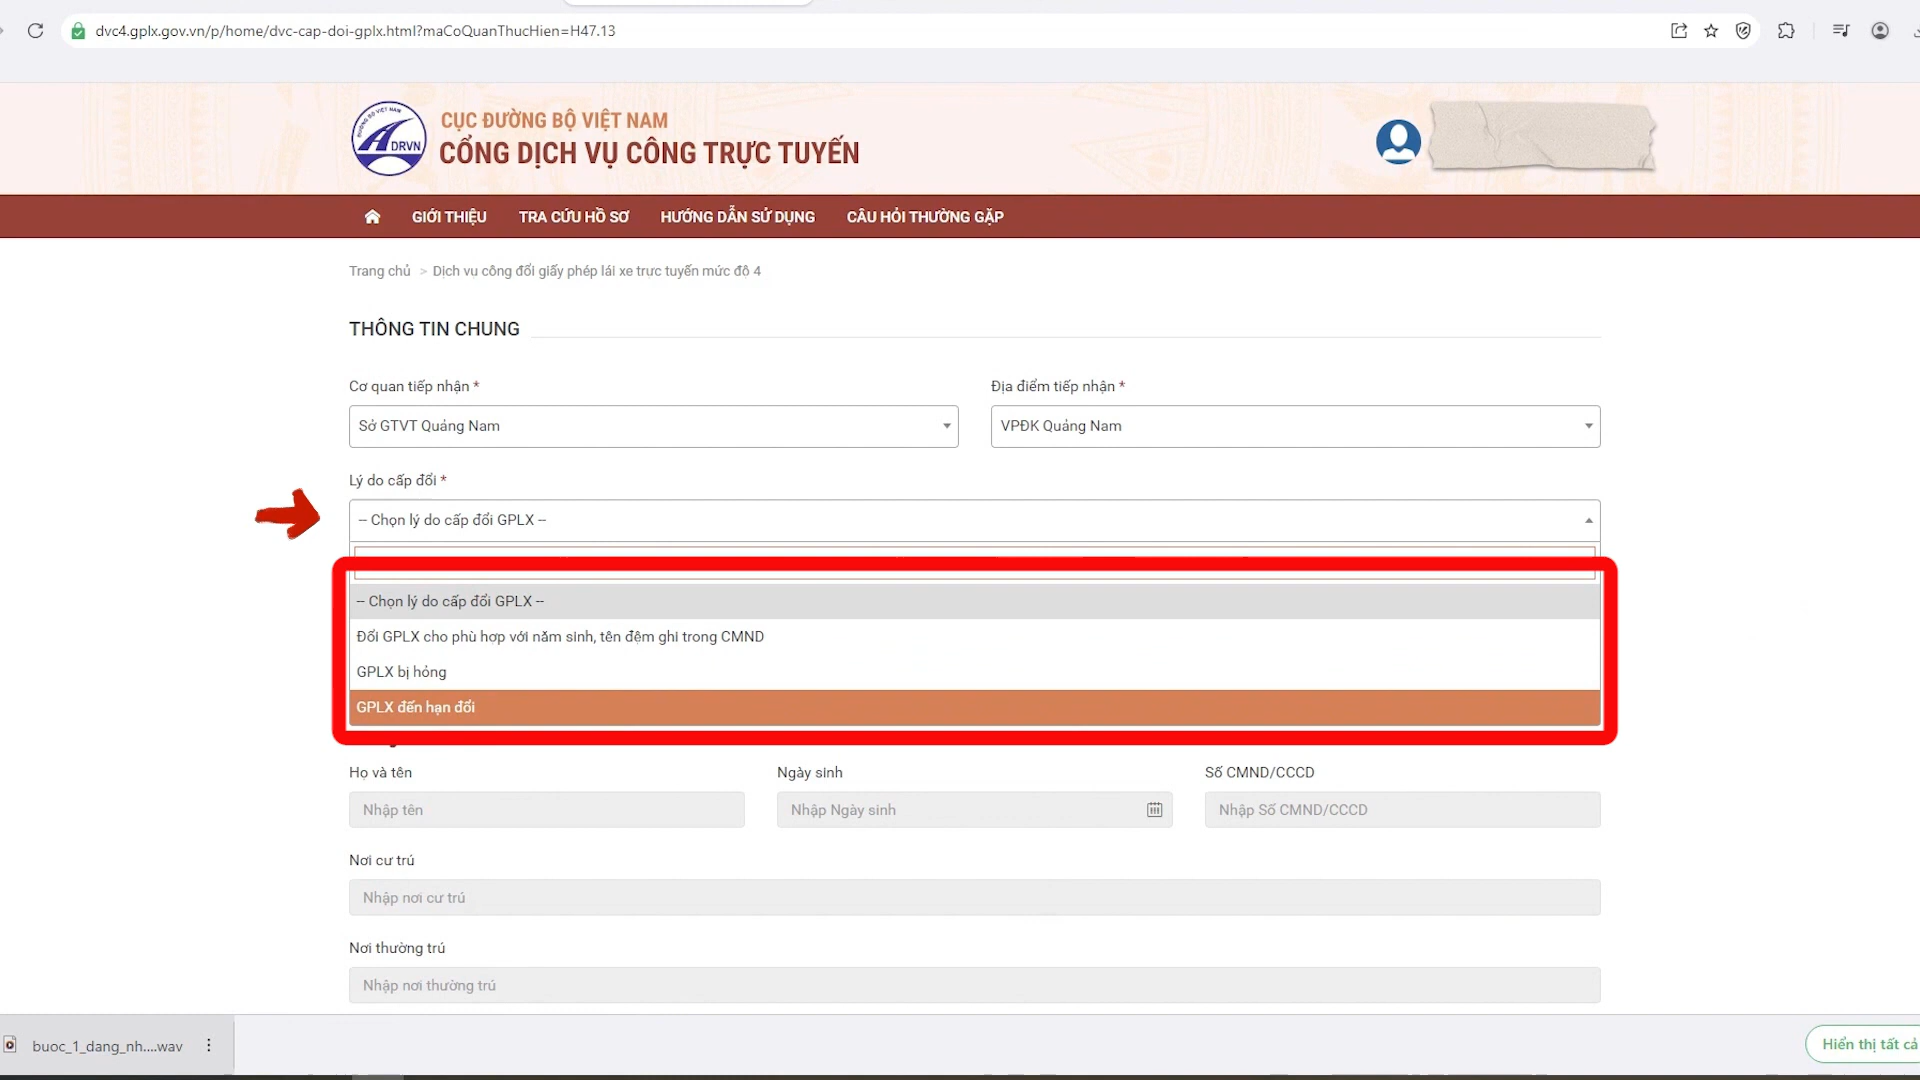 dvc4.gplx.gov.vn/p/home/dvc-cap-doi-gplx.html?maCoQuanThucHien=H47.13
ĐƯỜNG BỘ VIỆT NAM
DRVN
CỤC ĐƯỜNG BỘ VIỆT NAM
CỔNG DỊCH VỤ CÔNG TRỰC TUYẾN
GIỚI THIỆU TRA CỨU HỒ SƠ HƯỚNG DẪN SỬ DỤNG CÂU HỎI THƯỜNG GẶP
Trang chủ > Dịch vụ công đổi giấy phép lái xe trực tuyến mức độ 4
THÔNG TIN CHUNG
Cơ quan tiếp nhận * Địa điểm tiếp nhận *
Sở GTVT Quảng Nam VPĐK Quảng Nam
Lý do cấp đổi *
-- Chọn lý do cấp đổi GPLX --
-- Chọn lý do cấp đổi GPLX --
Đổi GPLX cho phù hợp với năm sinh, tên đệm ghi trong CMND
GPLX bị hỏng
GPLX đến hạn đổi
Họ và tên Ngày sinh Số CMND/CCCD
Nhập tên Nhập Ngày sinh Nhập Số CMND/CCCD
Nơi cư trú
Nhập nơi cư trú
Nơi thường trú
Nhập nơi thường trú
buoc_1_dang_nh....wav Hiển thị tất cả